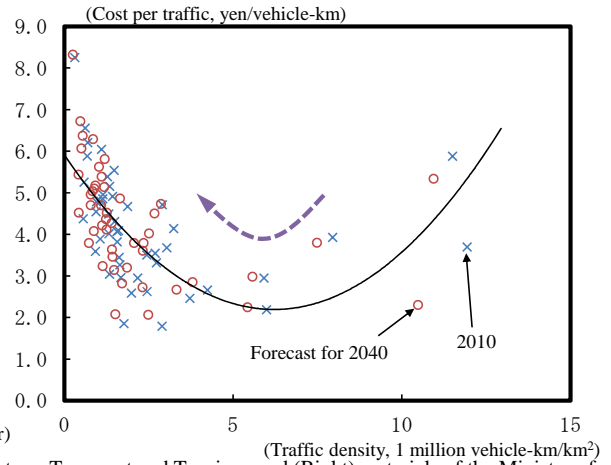 (Cost per traffic, yen/vehicle-km)
9.0
8.0
7.0
6.0
5.0
4.0
3.0
2.0
1.0
0.0
Forecast for 2040
2010
0 5 10 15
(Traffic density, 1 million vehicle-km/km²)